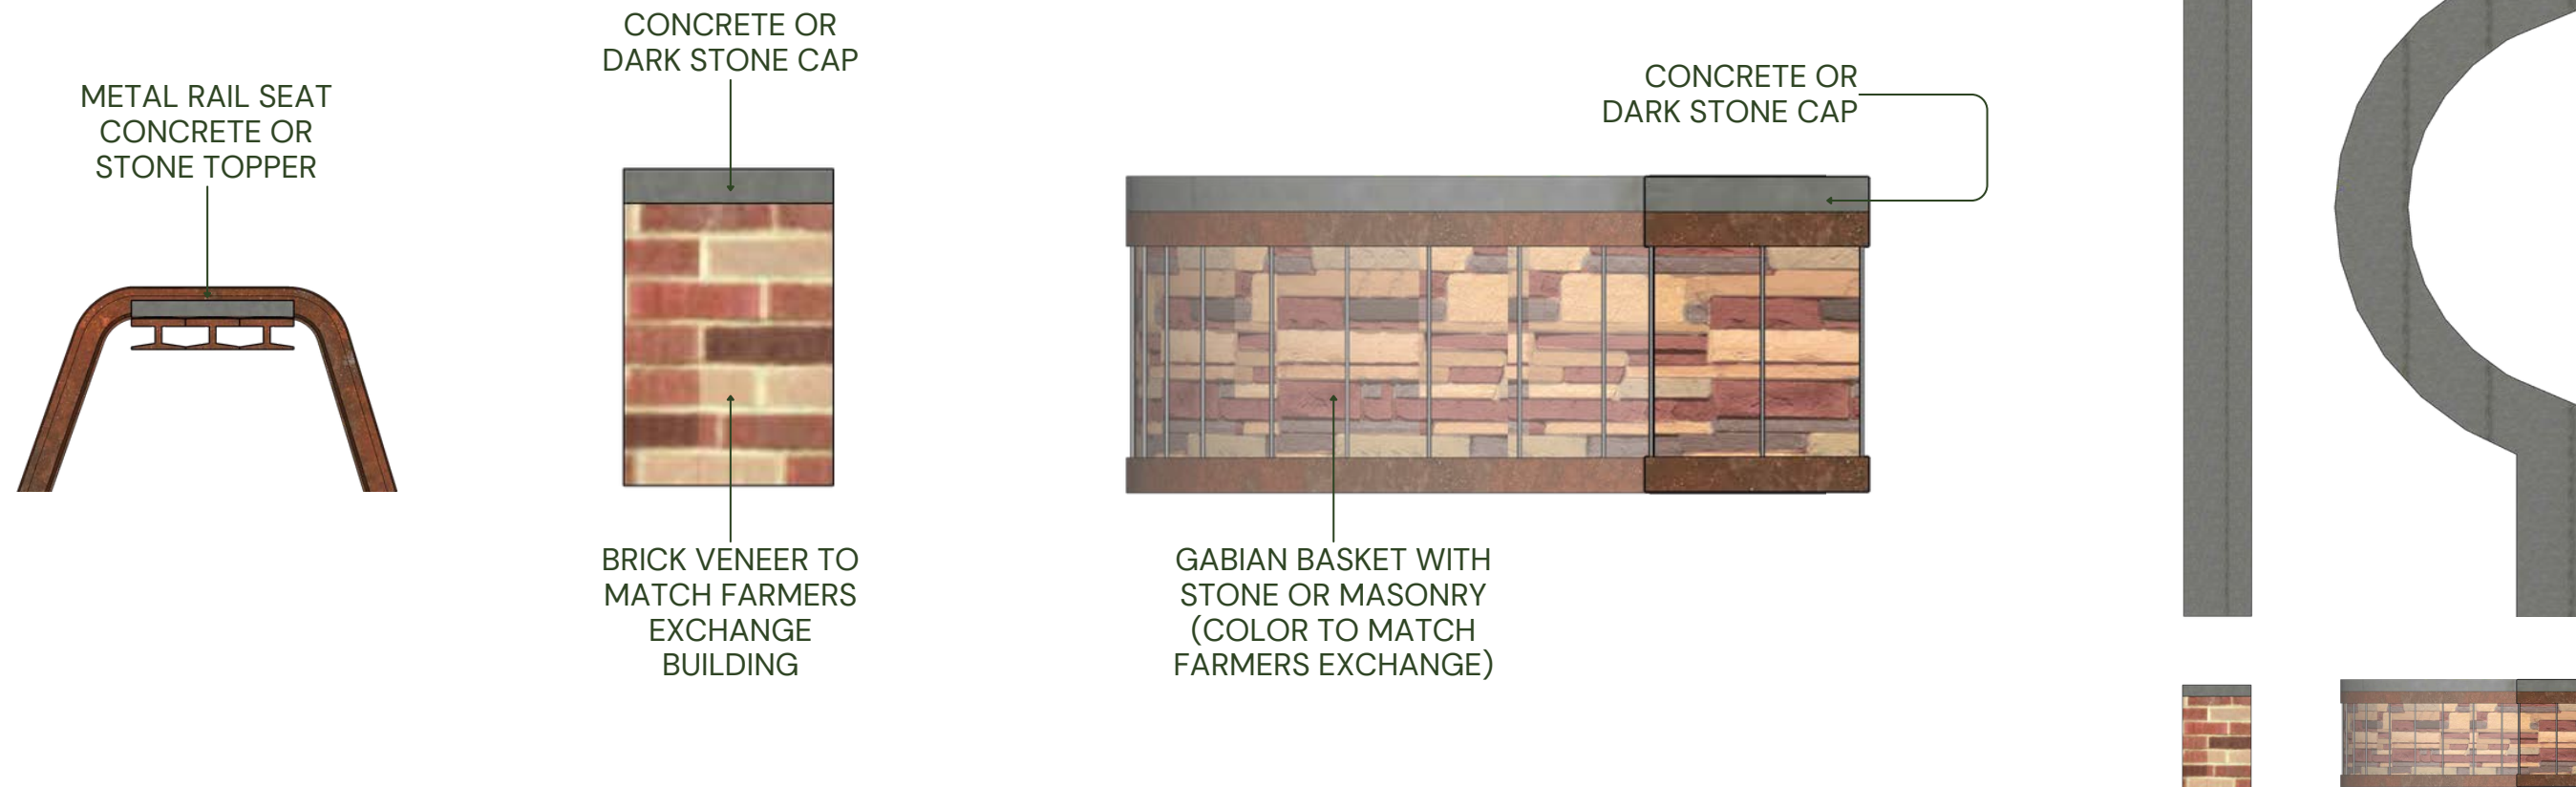 METAL RAIL SEAT
CONCRETE OR
STONE TOPPER
CONCRETE OR
DARK STONE CAP
BRICK VENEER TO
MATCH FARMERS
EXCHANGE
BUILDING
CONCRETE OR
DARK STONE CAP
GABIAN BASKET WITH
STONE OR MASONRY
(COLOR TO MATCH
FARMERS EXCHANGE)